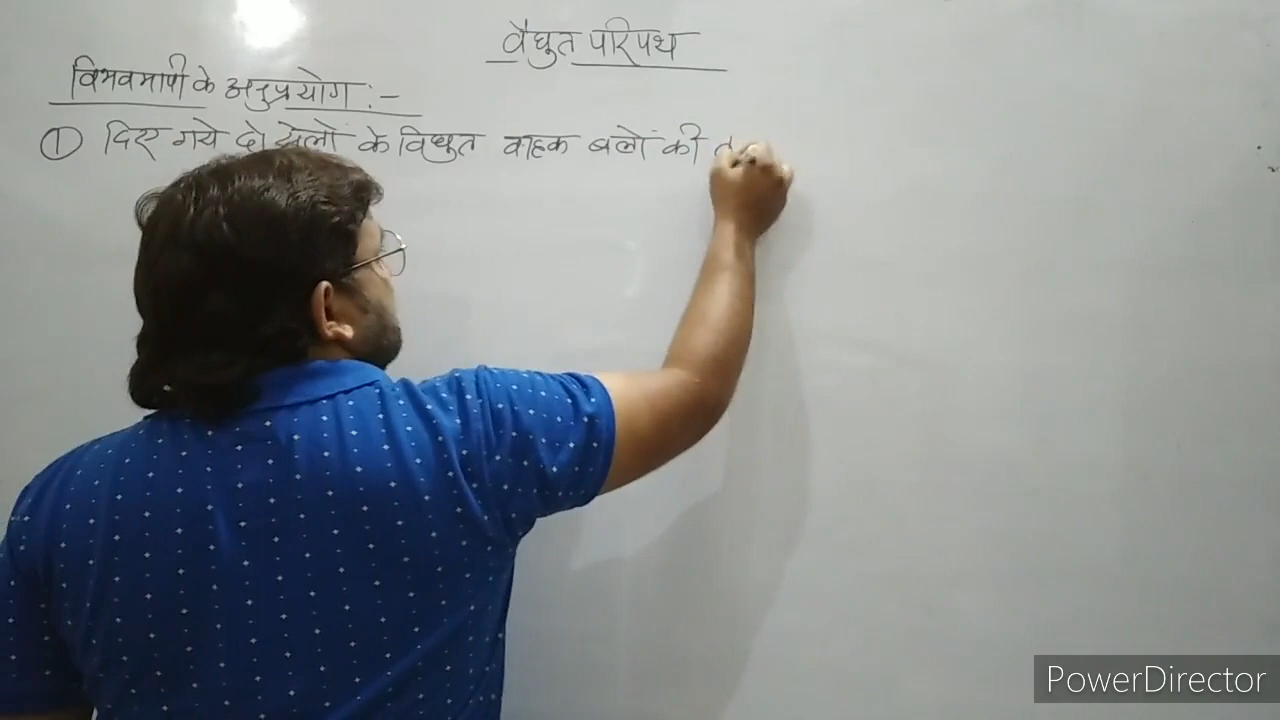 वैधुत परिपथ
विभवमापी के अनुप्रयोग :-
① दिए गये दो सेलों के विधुत वाहक बलों की
PowerDirector